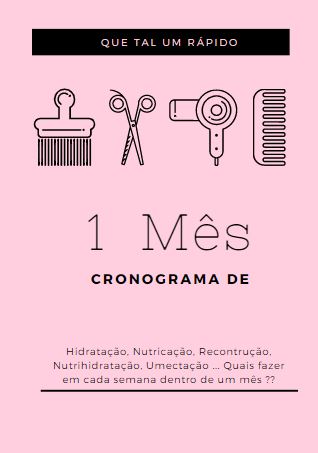 QUE TAL UM RÁPIDO
1 Mês
CRONOGRAMA DE
Hidratação, Nutricação, Recontrução,
Nutrihidratação, Umectação ... Quais fazer
em cada semana dentro de um mês ??